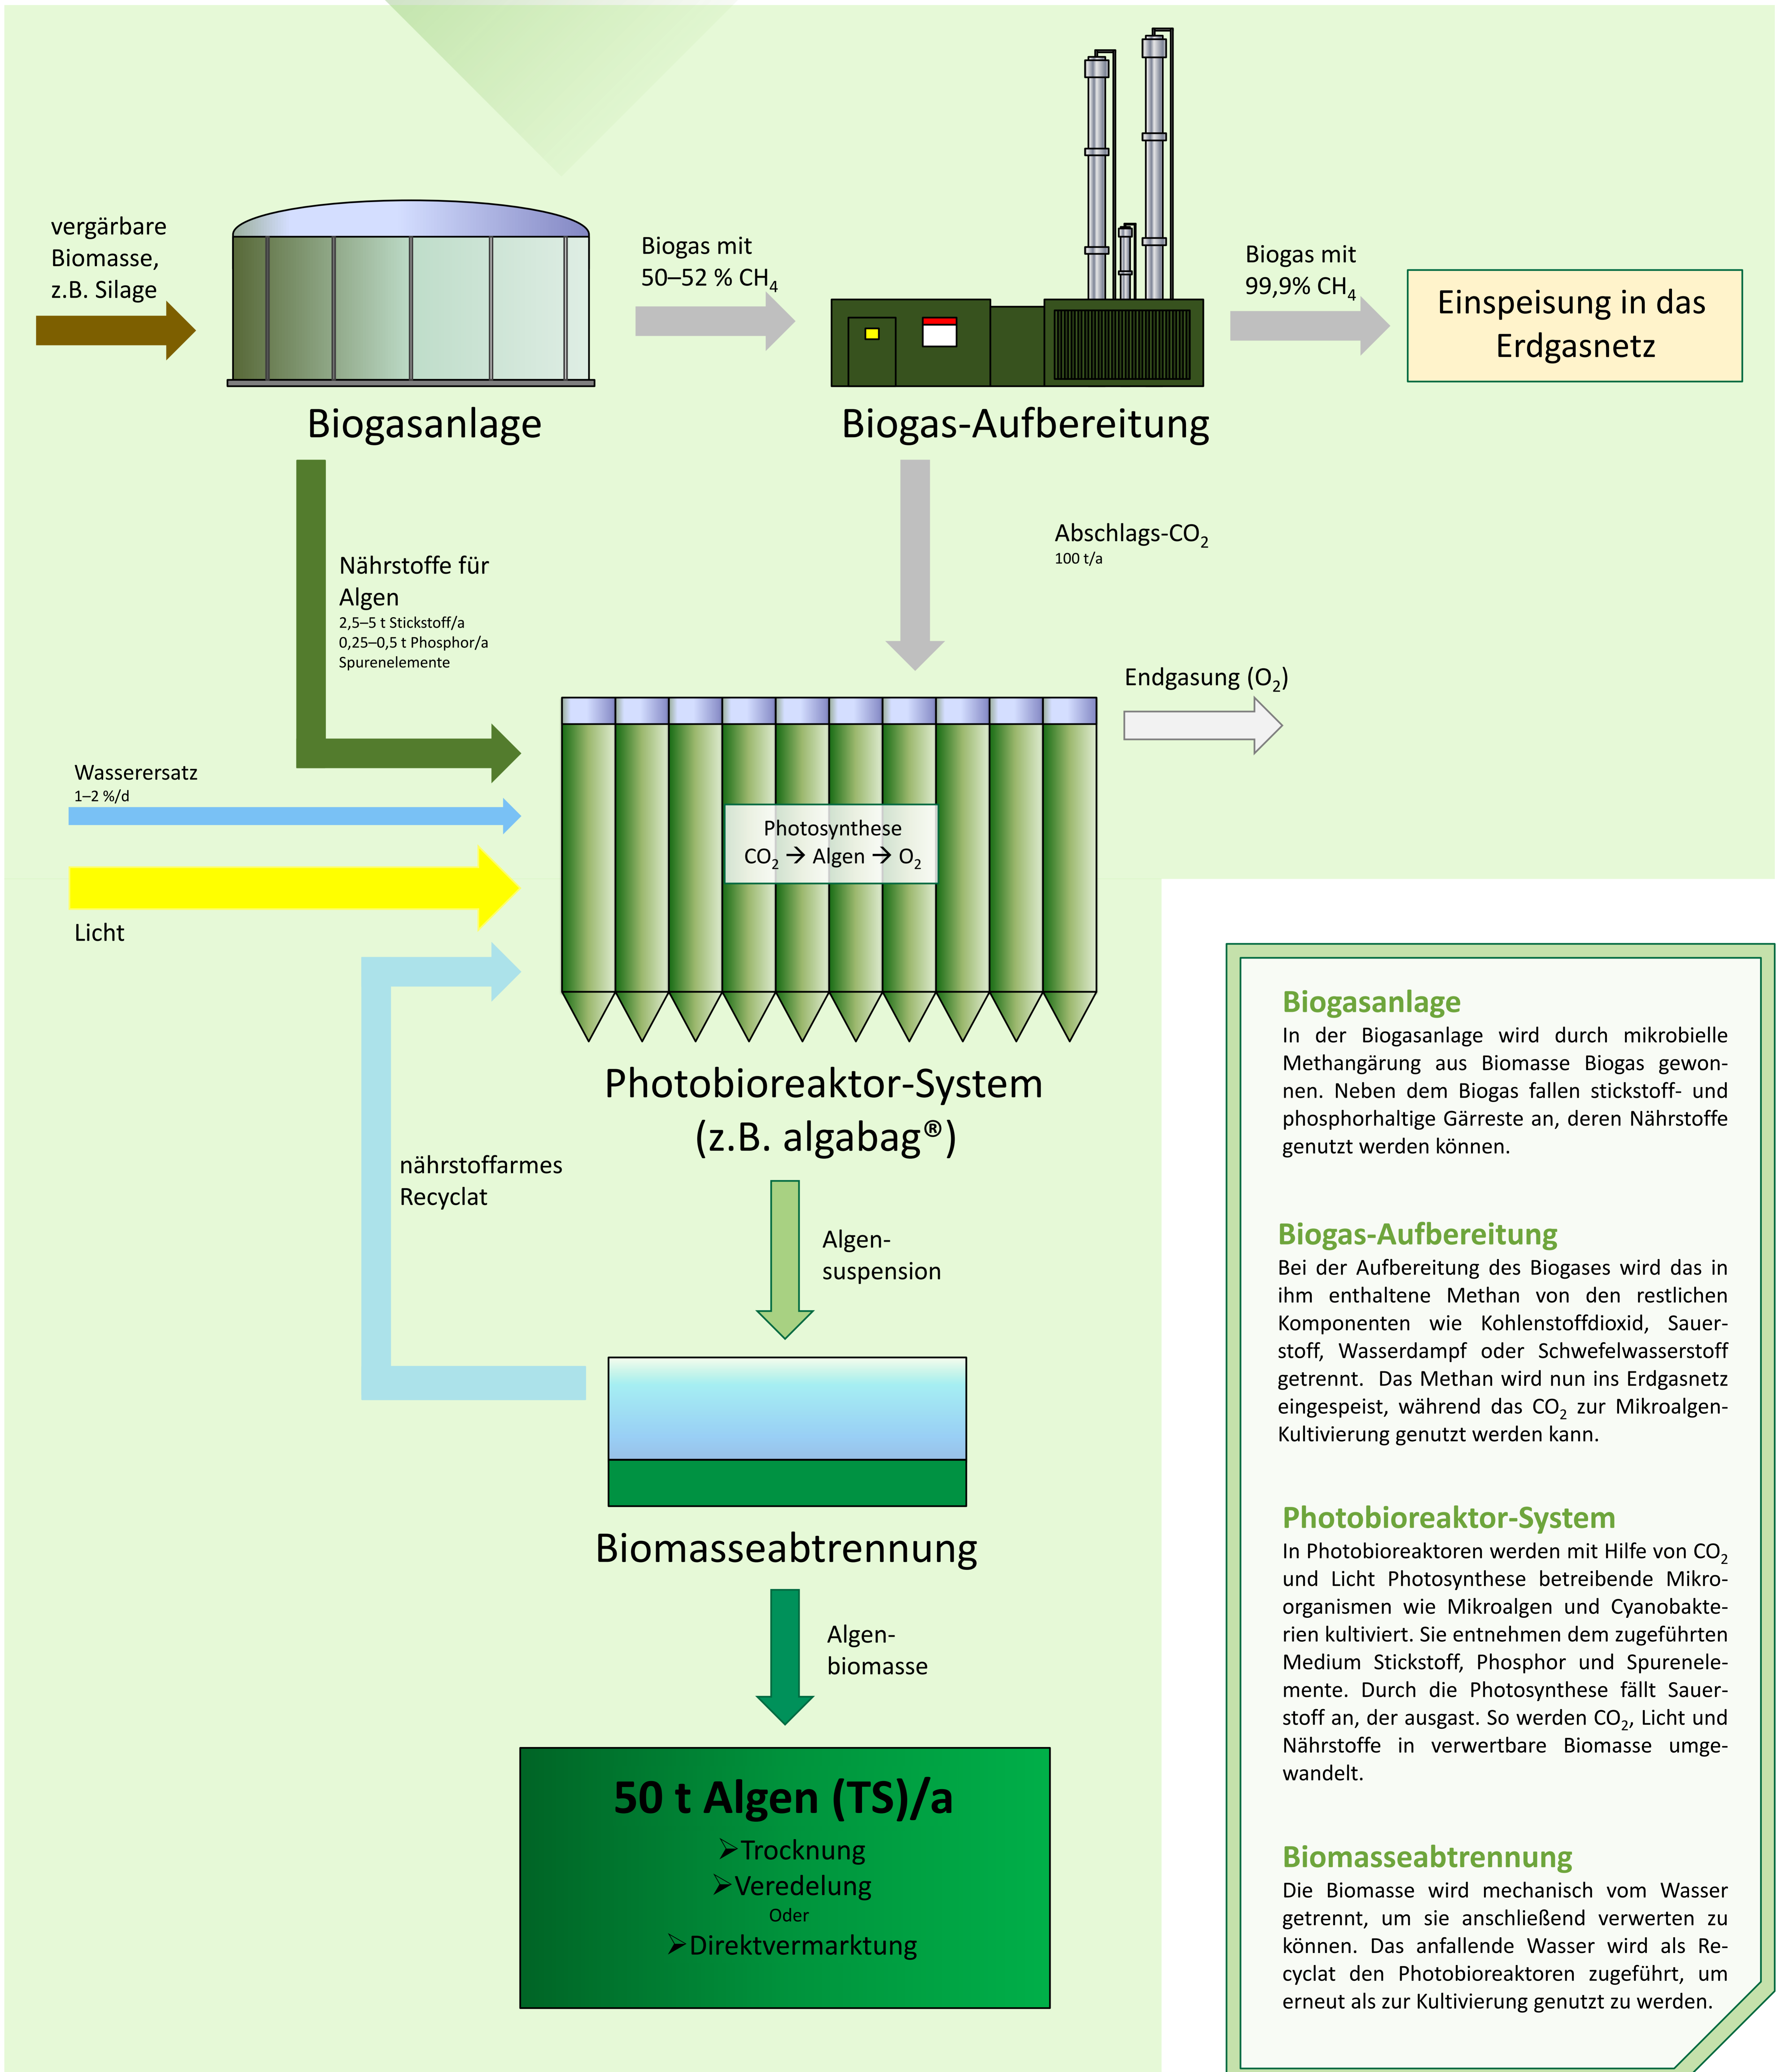 vergärbare
Biomasse,
z.B. Silage
Biogas mit
50–52 % CH4
Biogas mit
99,9% CH4
Einspeisung in das
Erdgasnetz
Biogasanlage
Biogas-Aufbereitung
Abschlags-CO2
100 t/a
Nährstoffe für
Algen
2,5–5 t Stickstoff/a
0,25–0,5 t Phosphor/a
Spurenelemente
Endgasung (O2)
Wasserersatz
1–2 %/d
Photosynthese
CO2 → Algen → O2
Licht
Photobioreaktor-System
(z.B. algabag®)
nährstoffarmes
Recyclat
Algen-
suspension
Biomasseabtrennung
Algen-
biomasse
50 t Algen (TS)/a
➢Trocknung
➢Veredelung
Oder
➢Direktvermarktung
Biogasanlage
In der Biogasanlage wird durch mikrobielle
Methangärung aus Biomasse Biogas gewon-
nen. Neben dem Biogas fallen stickstoff- und
phosphorhaltige Gärreste an, deren Nährstoffe
genutzt werden können.
Biogas-Aufbereitung
Bei der Aufbereitung des Biogases wird das in
ihm enthaltene Methan von den restlichen
Komponenten wie Kohlenstoffdioxid, Sauer-
stoff, Wasserdampf oder Schwefelwasserstoff
getrennt. Das Methan wird nun ins Erdgasnetz
eingespeist, während das CO2 zur Mikroalgen-
Kultivierung genutzt werden kann.
Photobioreaktor-System
In Photobioreaktoren werden mit Hilfe von CO2
und Licht Photosynthese betreibende Mikro-
organismen wie Mikroalgen und Cyanobakte-
rien kultiviert. Sie entnehmen dem zugeführten
Medium Stickstoff, Phosphor und Spurenele-
mente. Durch die Photosynthese fällt Sauer-
stoff an, der ausgast. So werden CO2, Licht und
Nährstoffe in verwertbare Biomasse umge-
wandelt.
Biomasseabtrennung
Die Biomasse wird mechanisch vom Wasser
getrennt, um sie anschließend verwerten zu
können. Das anfallende Wasser wird als Re-
cyclat den Photobioreaktoren zugeführt, um
erneut als zur Kultivierung genutzt zu werden.